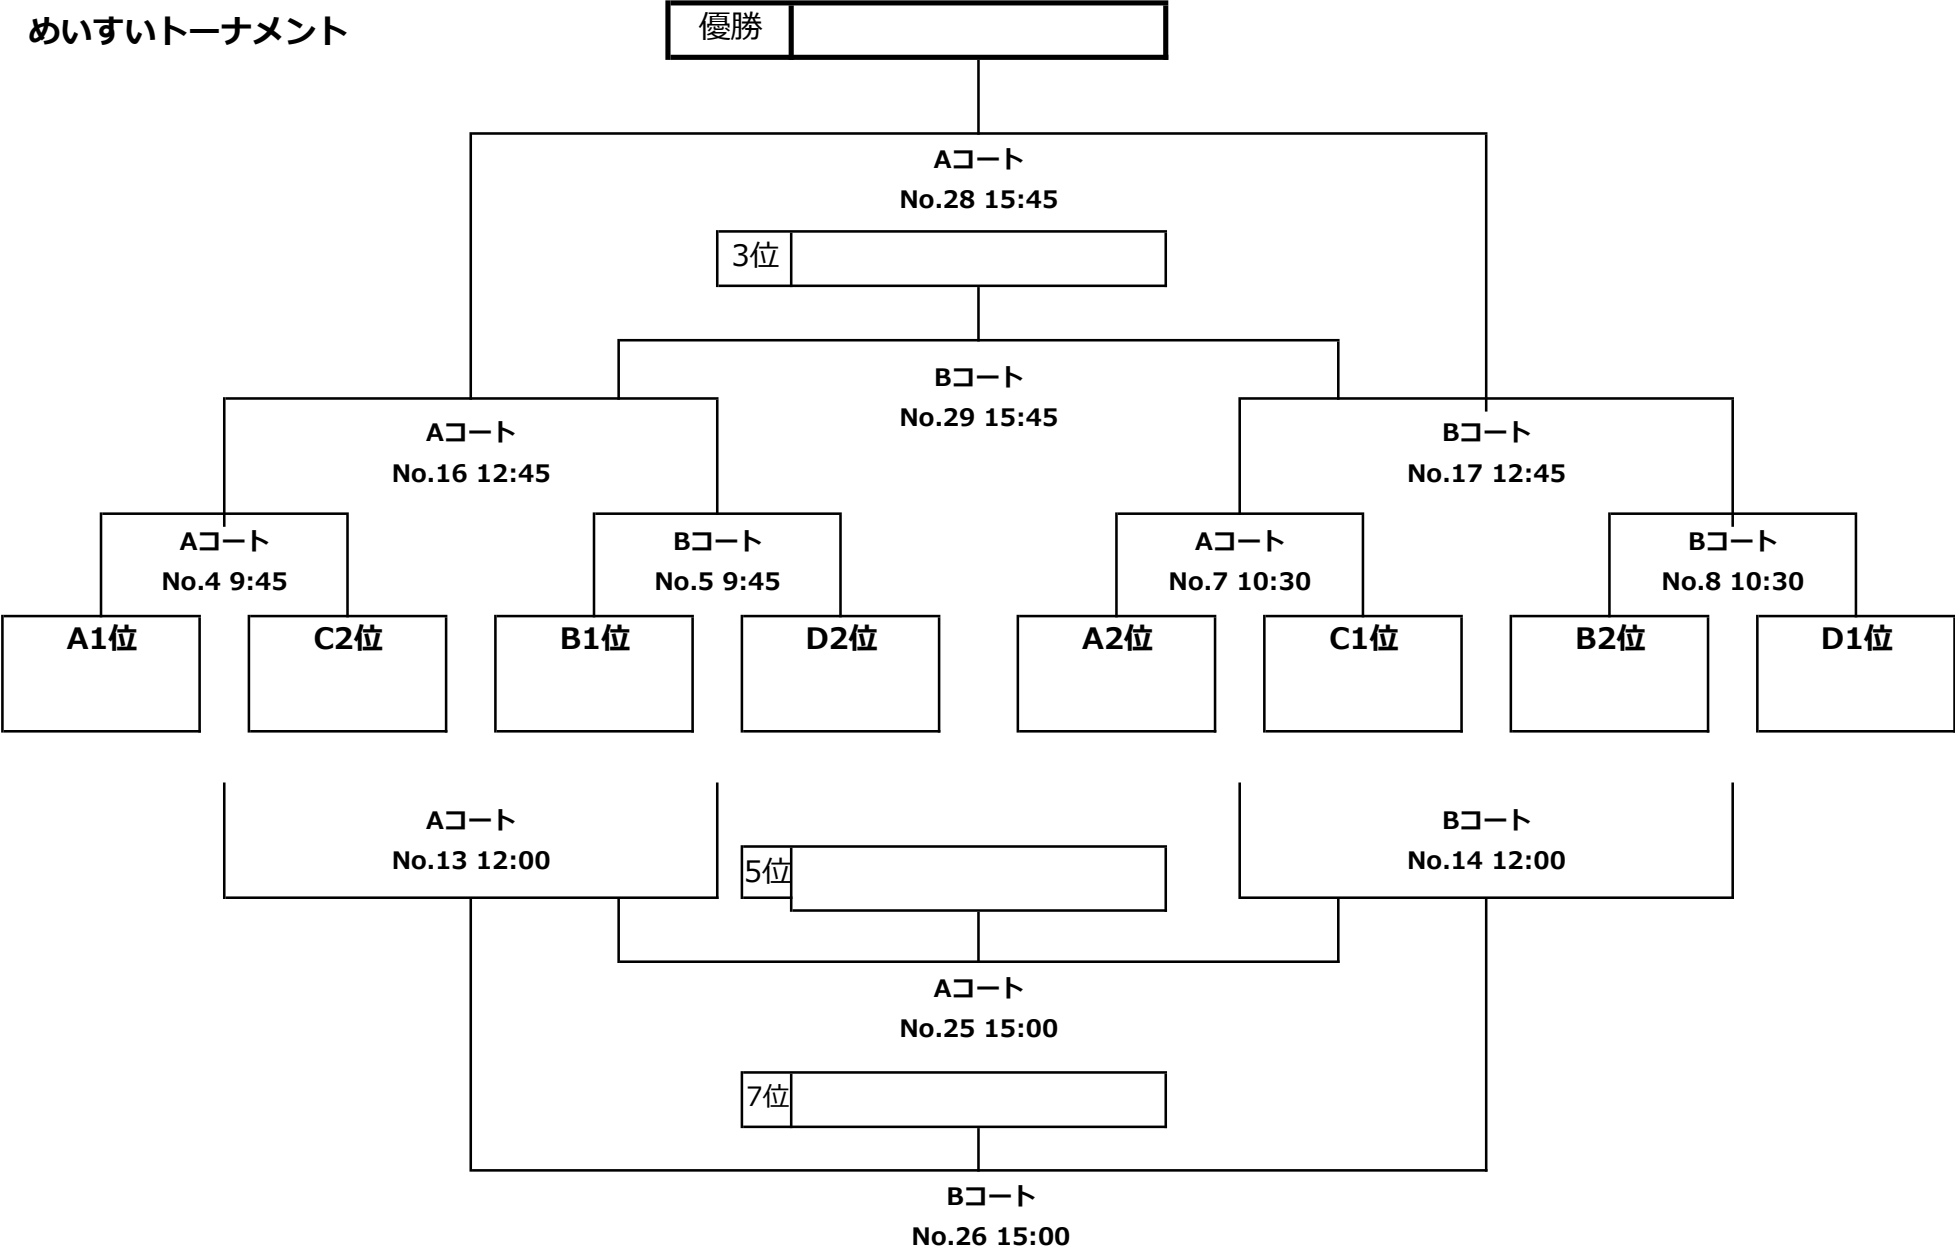 めいすいトーナメント
優勝
Aコート
No.28 15:45
3位
Bコート
No.29 15:45
Aコート
No.16 12:45
Bコート
No.17 12:45
Aコート
No.4 9:45
Bコート
No.5 9:45
Aコート
No.7 10:30
Bコート
No.8 10:30
A1位
C2位
B1位
D2位
A2位
C1位
B2位
D1位
Aコート
No.13 12:00
Bコート
No.14 12:00
5位
Aコート
No.25 15:00
7位
Bコート
No.26 15:00